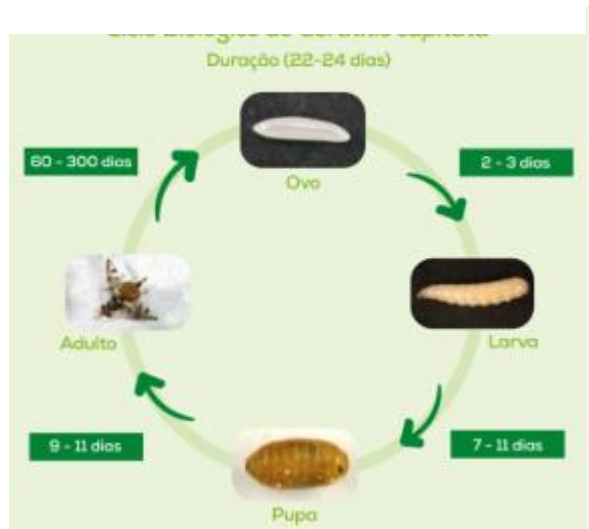 Duração (22-24 dias)
60 - 300 dias
2 - 3 dias
Ovo
Adulto
Larva
9 - 11 dias
7 - 11 dias
Pupa